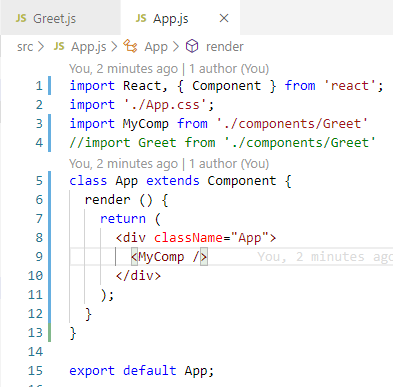 JS Greet.js JS App.js ×
src > JS App.js > App > render
You, 2 minutes ago | 1 author (You)
1 import React, { Component } from 'react';
2 import './App.css';
3 import MyComp from './components/Greet'
4 //import Greet from './components/Greet'
You, 2 minutes ago | 1 author (You)
5 class App extends Component {
6 render () {
7 return (
8 <div className="App">
9 <MyComp /> You, 2 minutes ago
10 </div>
11 );
12 }
13 }
14
15 export default App;